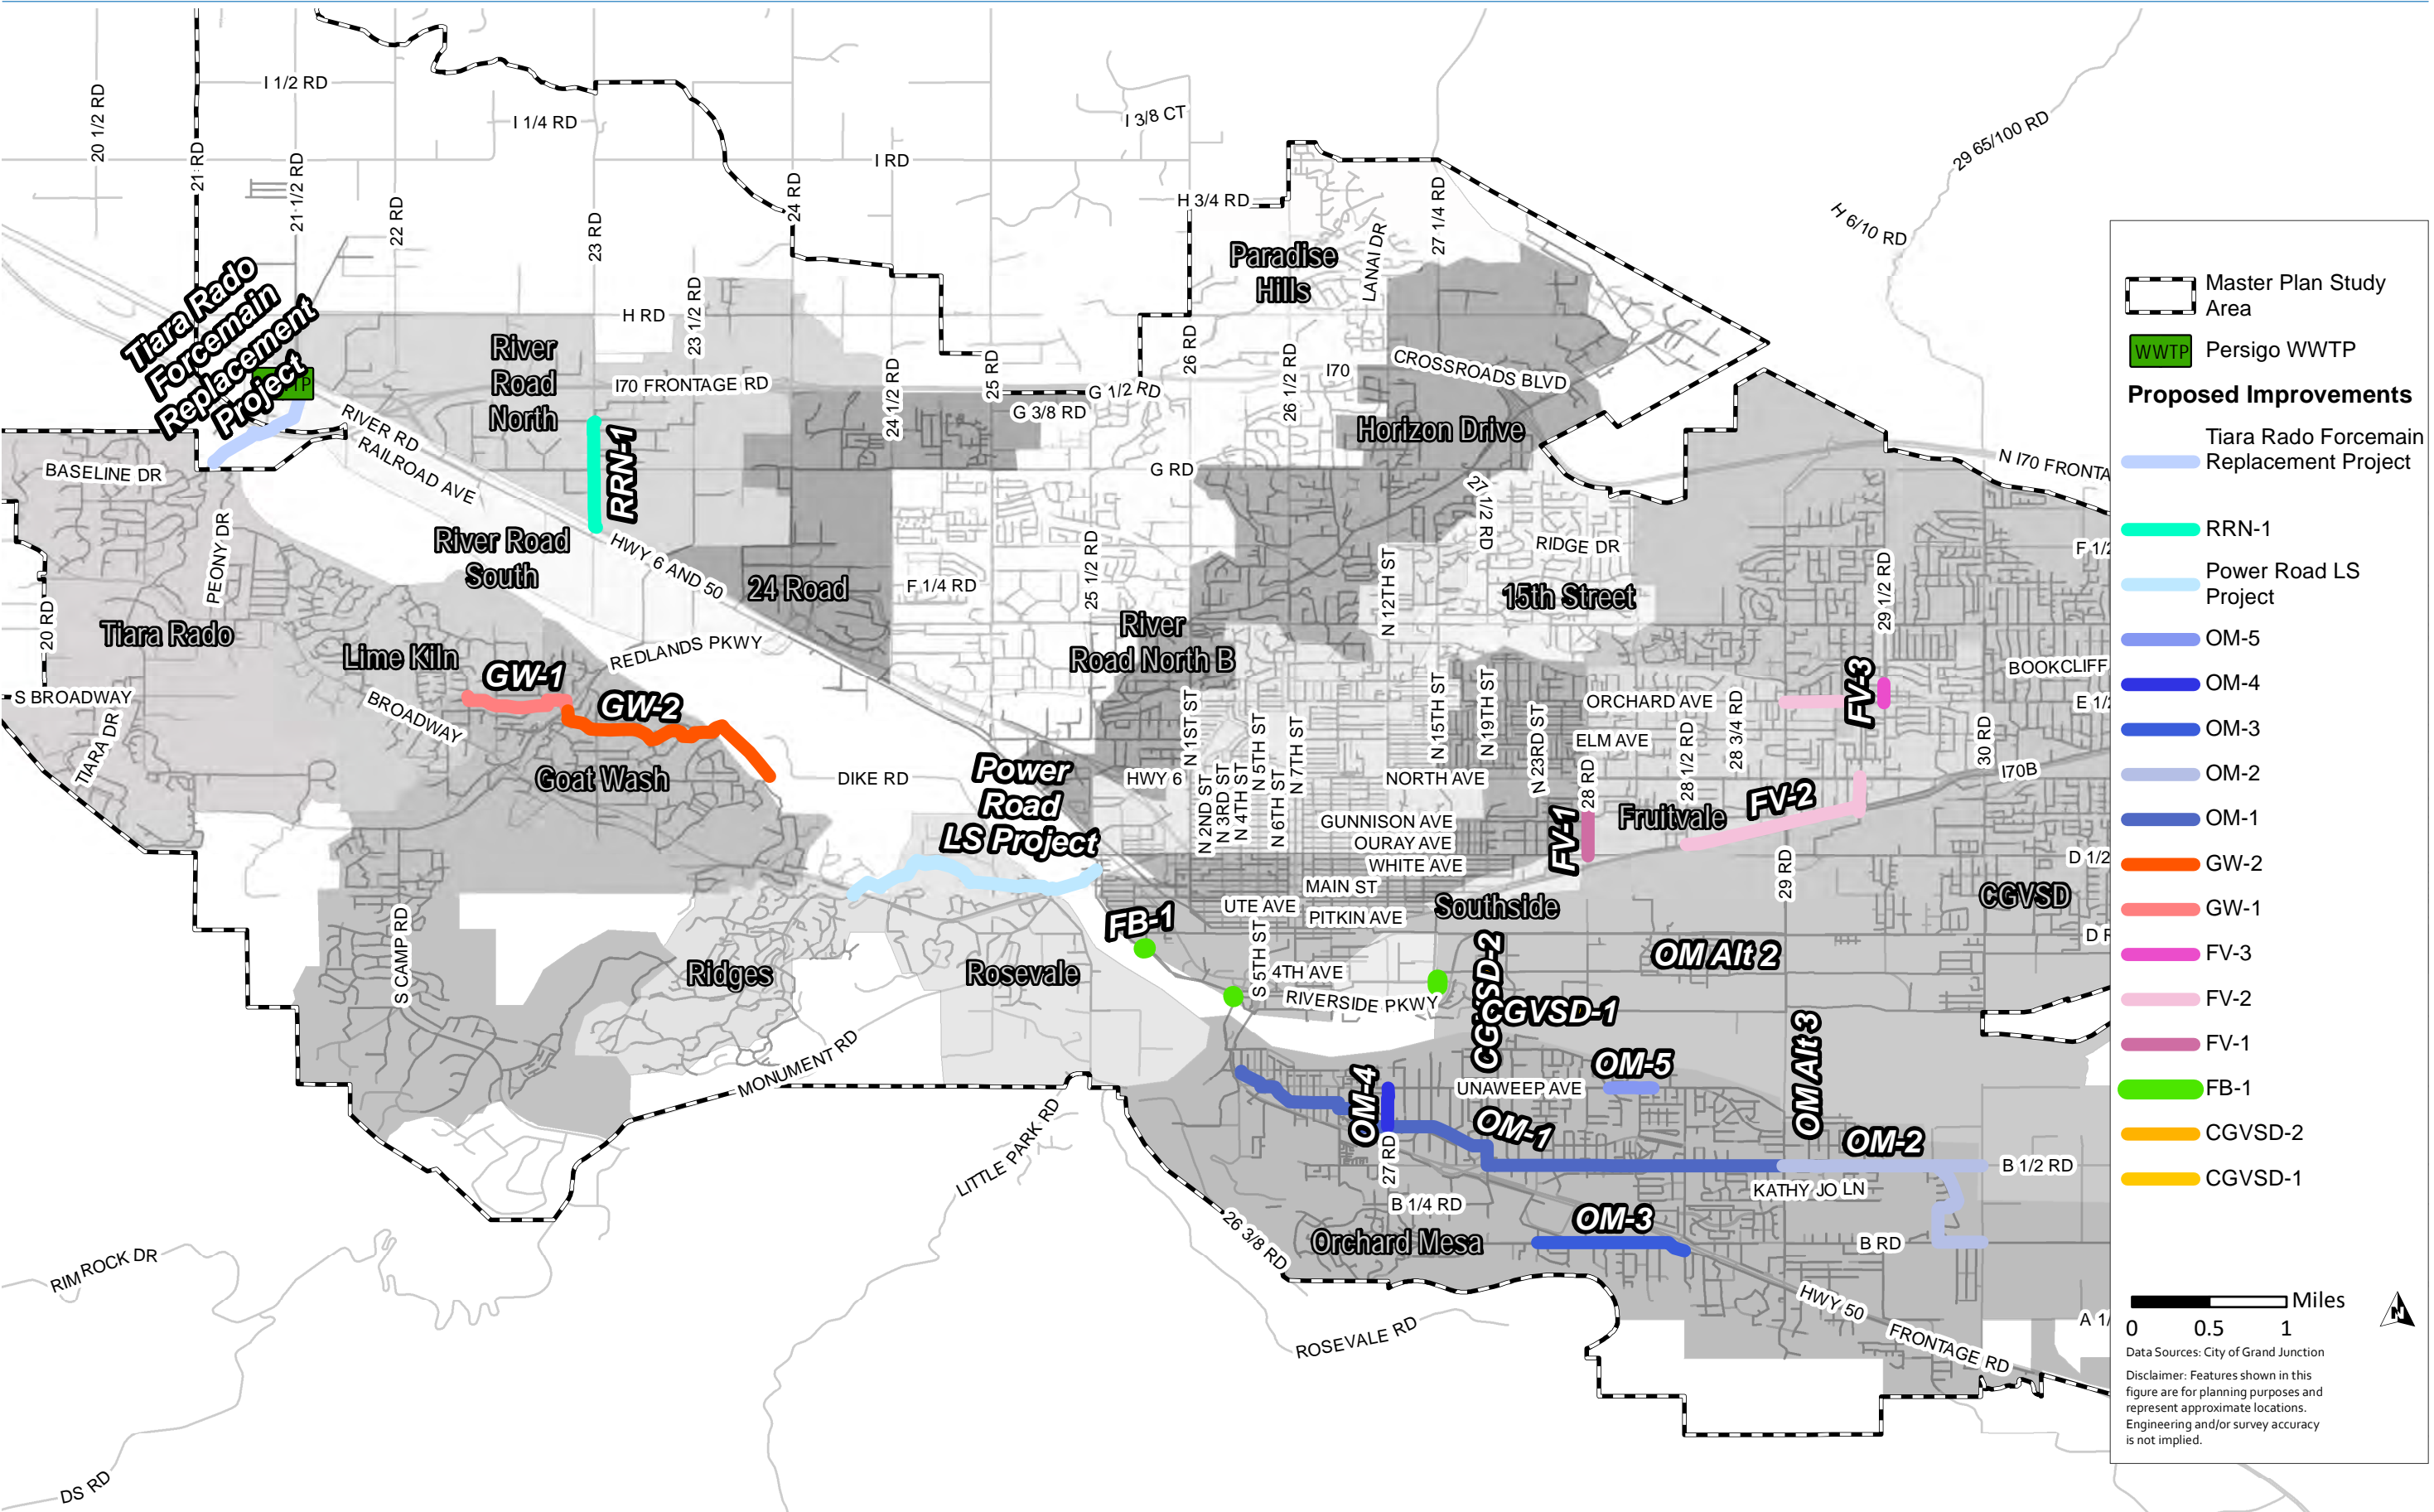 I 1/2 RD
I 1/4 RD
I 3/8 CT
I RD
20 1/2 RD
21 RD
21 1/2 RD
22 RD
23 RD
24 RD
H 3/4 RD
27 1/4 RD
LANAI DR
29 65/100 RD
H 6/10 RD
Paradise
Hills
Tiara Rado
Forcemain
Replacement
Project
H RD
23 1/2 RD
River
Road
North
I70 FRONTAGE RD
24 1/2 RD
25 RD
G 1/2 RD
G 3/8 RD
26 RD
26 1/2 RD
I70
CROSSROADS BLVD
Horizon Drive
RIVER RD
RAILROAD AVE
BASELINE DR
RRN-1
G RD
27 1/2 RD
N I70 FRONTA
PEONY DR
River Road
South
HWY 6 AND 50
24 Road
F 1/4 RD
25 1/2 RD
N 12TH ST
RIDGE DR
15th Street
29 1/2 RD
F 1/2
20 RD
Tiara Rado
Lime Kiln
REDLANDS PKWY
River
Road North B
BOOKCLIFF
S BROADWAY
TIARA DR
BROADWAY
GW-1
GW-2
Goat Wash
DIKE RD
Power
Road
LS Project
HWY 6
N 1ST ST
N 2ND ST
N 3RD ST
N 4TH ST
N 5TH ST
N 6TH ST
N 7TH ST
N 15TH ST
N 19TH ST
N 23RD ST
NORTH AVE
ORCHARD AVE
ELM AVE
28 RD
28 1/2 RD
28 3/4 RD
FV-3
E 1/2
30 RD
I70B
GUNNISON AVE
OURAY AVE
WHITE AVE
MAIN ST
UTE AVE
PITKIN AVE
FV-1
Fruitvale
FV-2
29 RD
D 1/2
CGVSD
D R
Southside
S CAMP RD
Ridges
Rosevale
FB-1
S 5TH ST
4TH AVE
RIVERSIDE PKWY
CGVSD-2
CGVSD-1
OM Alt 2
OM Alt 3
MONUMENT RD
LITTLE PARK RD
OM-4
UNAWEEP AVE
OM-5
OM-1
OM-2
B 1/2 RD
27 RD
KATHY JO LN
B 1/4 RD
26 3/8 RD
Orchard Mesa
OM-3
B RD
HWY 50
FRONTAGE RD
A 1/
ROSEVALE RD
RIM ROCK DR
DS RD
Master Plan Study
Area
WWTP
Persigo WWTP
Proposed Improvements
Tiara Rado Forcemain
Replacement Project
RRN-1
Power Road LS
Project
OM-5
OM-4
OM-3
OM-2
OM-1
GW-2
GW-1
FV-3
FV-2
FV-1
FB-1
CGVSD-2
CGVSD-1
Miles
0 0.5 1
N
Data Sources: City of Grand Junction
Disclaimer: Features shown in this
figure are for planning purposes and
represent approximate locations.
Engineering and/or survey accuracy
is not implied.